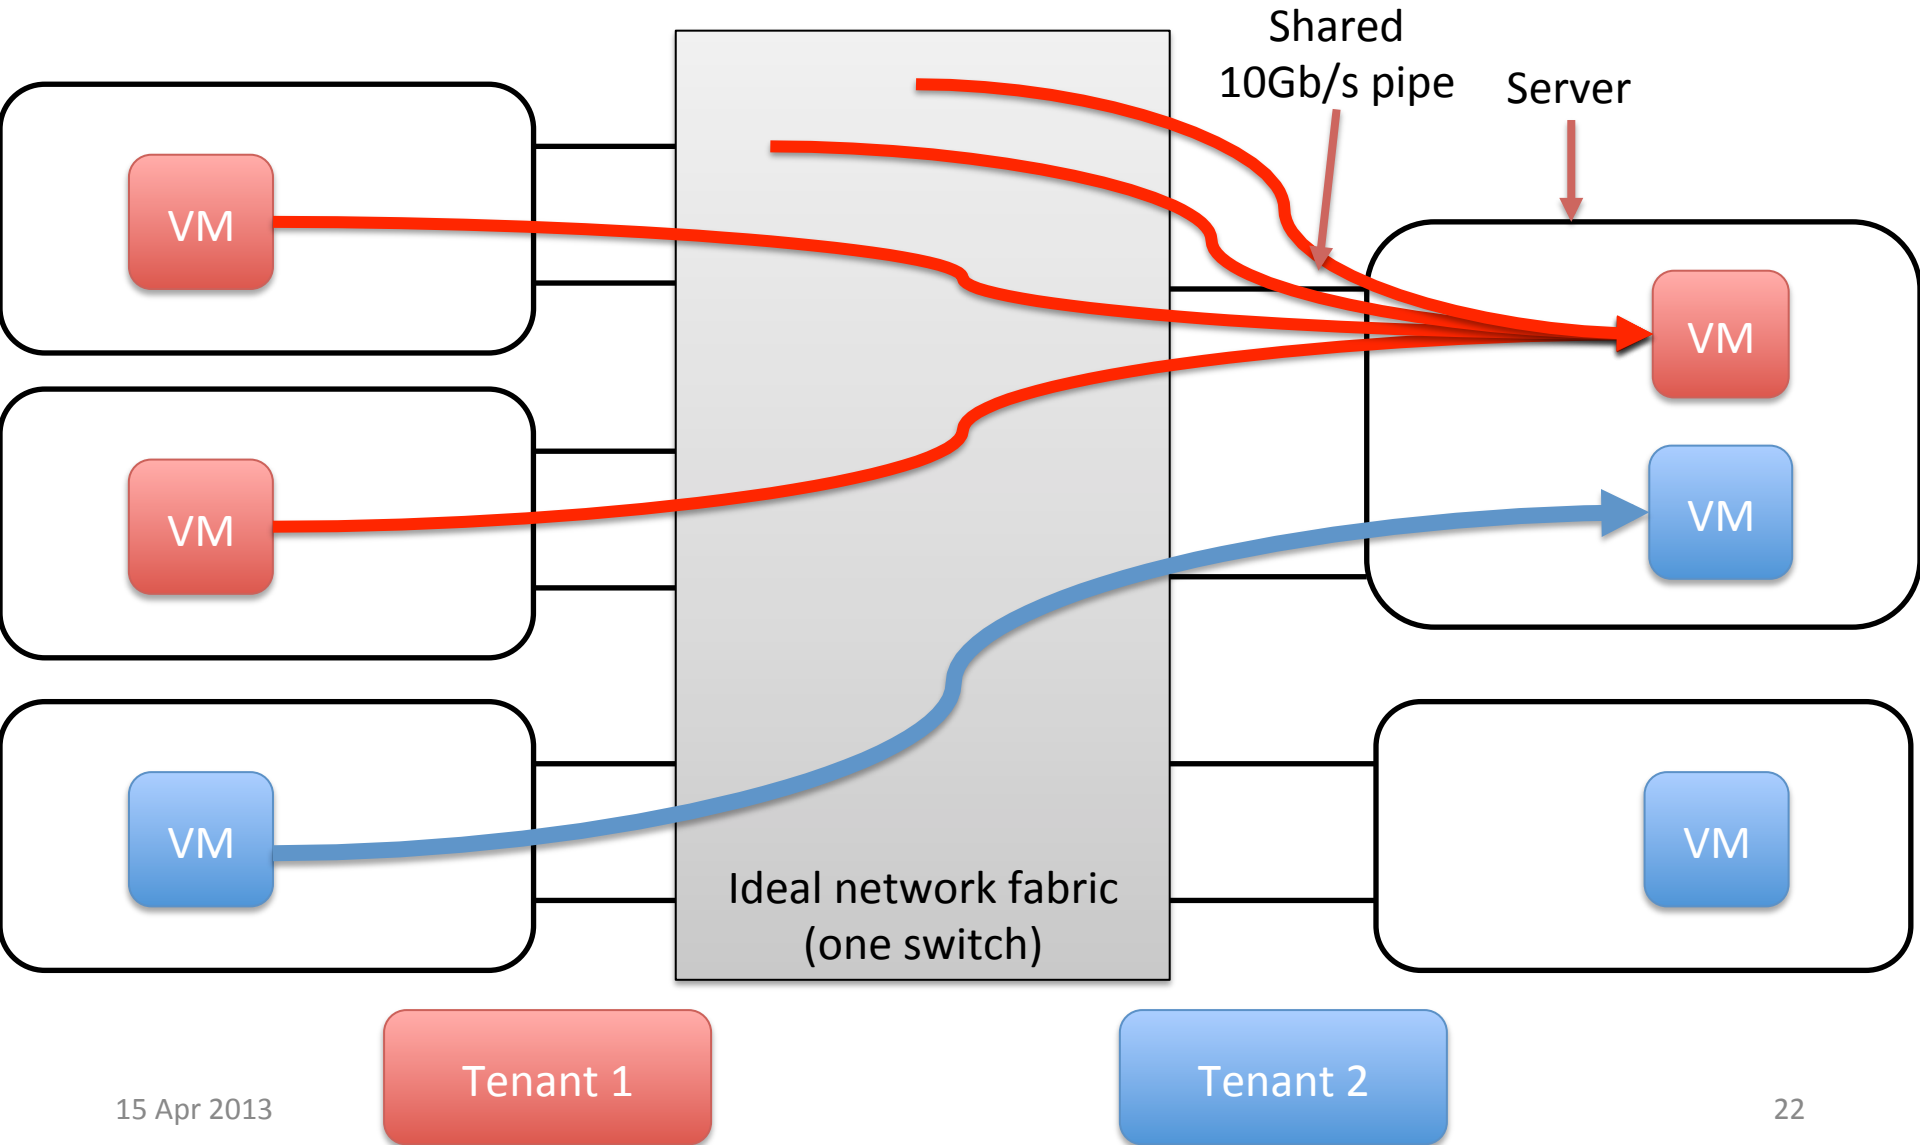 Shared
10Gb/s pipe
Server
VM
VM
VM
VM
VM
VM
Ideal network fabric
(one switch)
Tenant 1
Tenant 2
15 Apr 2013
22